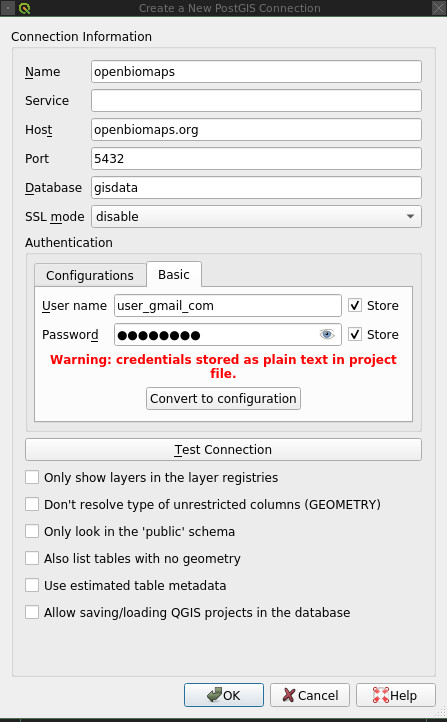 Create a New PostGIS Connection
Connection Information
Name openbiomaps
Service
Host openbiomaps.org
Port 5432
Database gisdata
SSL mode disable
Authentication
Configurations Basic
User name user_gmail_com Store
Password ●●●●●●●● Store
Warning: credentials stored as plain text in project
file.
Convert to configuration
Test Connection
Only show layers in the layer registries
Don't resolve type of unrestricted columns (GEOMETRY)
Only look in the 'public' schema
Also list tables with no geometry
Use estimated table metadata
Allow saving/loading QGIS projects in the database
OK Cancel Help